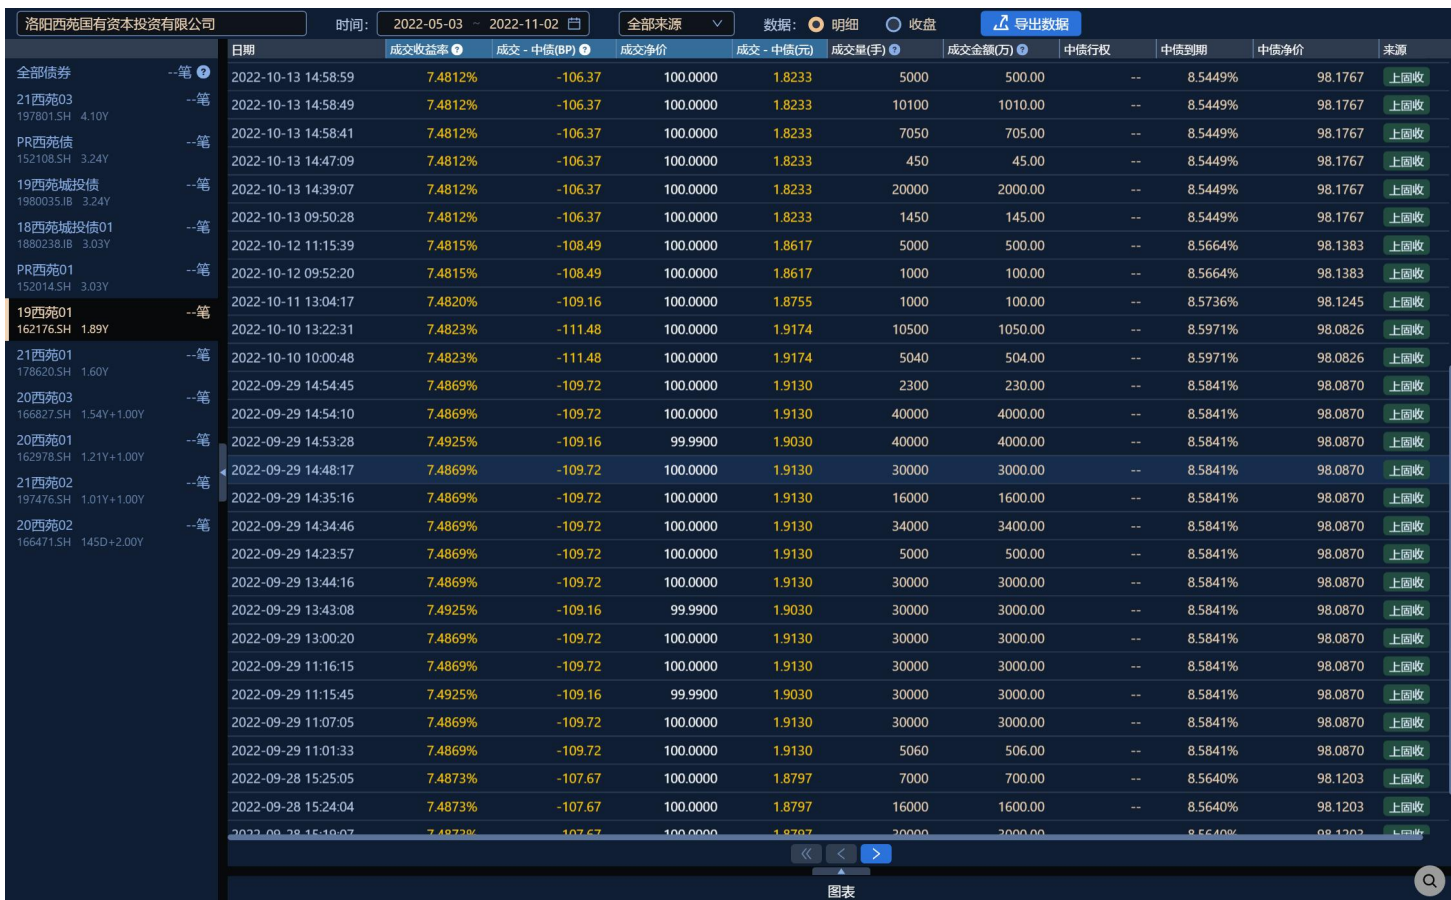 洛阳西苑国有资本投资有限公司 时间： 2022-05-03 ~ 2022-11-02 全部来源 数据： 明细 收盘 导出数据
日期 成交收益率 成交 - 中债(BP) 成交净价 成交 - 中债(元) 成交量(手) 成交金额(万) 中债行权 中债到期 中债净价 来源
全部债券 --笔
21西苑03 --笔
197801.SH 4.10Y
PR西苑债 --笔
152108.SH 3.24Y
19西苑城投债 --笔
1980035.IB 3.24Y
18西苑城投债01 --笔
1880238.IB 3.03Y
PR西苑01 --笔
152014.SH 3.03Y
19西苑01 --笔
162176.SH 1.89Y
21西苑01 --笔
178620.SH 1.60Y
20西苑03 --笔
166827.SH 1.54Y+1.00Y
20西苑01 --笔
162978.SH 1.21Y+1.00Y
21西苑02 --笔
197476.SH 1.01Y+1.00Y
20西苑02 --笔
166471.SH 145D+2.00Y
2022-10-13 14:58:59 7.4812% -106.37 100.0000 1.8233 5000 500.00 -- 8.5449% 98.1767 上固收
2022-10-13 14:58:49 7.4812% -106.37 100.0000 1.8233 10100 1010.00 -- 8.5449% 98.1767 上固收
2022-10-13 14:58:41 7.4812% -106.37 100.0000 1.8233 7050 705.00 -- 8.5449% 98.1767 上固收
2022-10-13 14:47:09 7.4812% -106.37 100.0000 1.8233 450 45.00 -- 8.5449% 98.1767 上固收
2022-10-13 14:39:07 7.4812% -106.37 100.0000 1.8233 20000 2000.00 -- 8.5449% 98.1767 上固收
2022-10-13 09:50:28 7.4812% -106.37 100.0000 1.8233 1450 145.00 -- 8.5449% 98.1767 上固收
2022-10-12 11:15:39 7.4815% -108.49 100.0000 1.8617 5000 500.00 -- 8.5664% 98.1383 上固收
2022-10-12 09:52:20 7.4815% -108.49 100.0000 1.8617 1000 100.00 -- 8.5664% 98.1383 上固收
2022-10-11 13:04:17 7.4820% -109.16 100.0000 1.8755 1000 100.00 -- 8.5736% 98.1245 上固收
2022-10-10 13:22:31 7.4823% -111.48 100.0000 1.9174 10500 1050.00 -- 8.5971% 98.0826 上固收
2022-10-10 10:00:48 7.4823% -111.48 100.0000 1.9174 5040 504.00 -- 8.5971% 98.0826 上固收
2022-09-29 14:54:45 7.4869% -109.72 100.0000 1.9130 2300 230.00 -- 8.5841% 98.0870 上固收
2022-09-29 14:54:10 7.4869% -109.72 100.0000 1.9130 40000 4000.00 -- 8.5841% 98.0870 上固收
2022-09-29 14:53:28 7.4925% -109.16 99.9900 1.9030 40000 4000.00 -- 8.5841% 98.0870 上固收
2022-09-29 14:48:17 7.4869% -109.72 100.0000 1.9130 30000 3000.00 -- 8.5841% 98.0870 上固收
2022-09-29 14:35:16 7.4869% -109.72 100.0000 1.9130 16000 1600.00 -- 8.5841% 98.0870 上固收
2022-09-29 14:34:46 7.4869% -109.72 100.0000 1.9130 34000 3400.00 -- 8.5841% 98.0870 上固收
2022-09-29 14:23:57 7.4869% -109.72 100.0000 1.9130 5000 500.00 -- 8.5841% 98.0870 上固收
2022-09-29 13:44:16 7.4869% -109.72 100.0000 1.9130 30000 3000.00 -- 8.5841% 98.0870 上固收
2022-09-29 13:43:08 7.4925% -109.16 99.9900 1.9030 30000 3000.00 -- 8.5841% 98.0870 上固收
2022-09-29 13:00:20 7.4869% -109.72 100.0000 1.9130 30000 3000.00 -- 8.5841% 98.0870 上固收
2022-09-29 11:16:15 7.4869% -109.72 100.0000 1.9130 30000 3000.00 -- 8.5841% 98.0870 上固收
2022-09-29 11:15:45 7.4925% -109.16 99.9900 1.9030 30000 3000.00 -- 8.5841% 98.0870 上固收
2022-09-29 11:07:05 7.4869% -109.72 100.0000 1.9130 30000 3000.00 -- 8.5841% 98.0870 上固收
2022-09-29 11:01:33 7.4869% -109.72 100.0000 1.9130 5060 506.00 -- 8.5841% 98.0870 上固收
2022-09-28 15:25:05 7.4873% -107.67 100.0000 1.8797 7000 700.00 -- 8.5640% 98.1203 上固收
2022-09-28 15:24:04 7.4873% -107.67 100.0000 1.8797 16000 1600.00 -- 8.5640% 98.1203 上固收
2022-09-28 15:19:07 7.4873% -107.67 100.0000 1.8797 20000 2000.00 -- 8.5640% 98.1203 上固收
图表